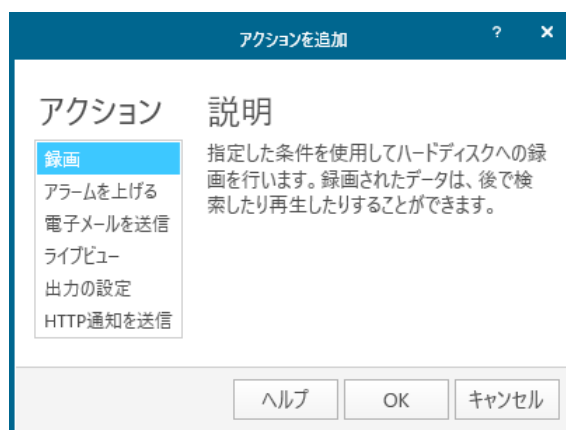 アクションを追加
?
×
アクション
説明
録画
アラームを上げる
電子メールを送信
ライブビュー
出力の設定
HTTP通知を送信
指定した条件を使用してハードディスクへの録
画を行います。録画されたデータは、後で検
索したり再生したりすることができます。
ヘルプ
OK
キャンセル